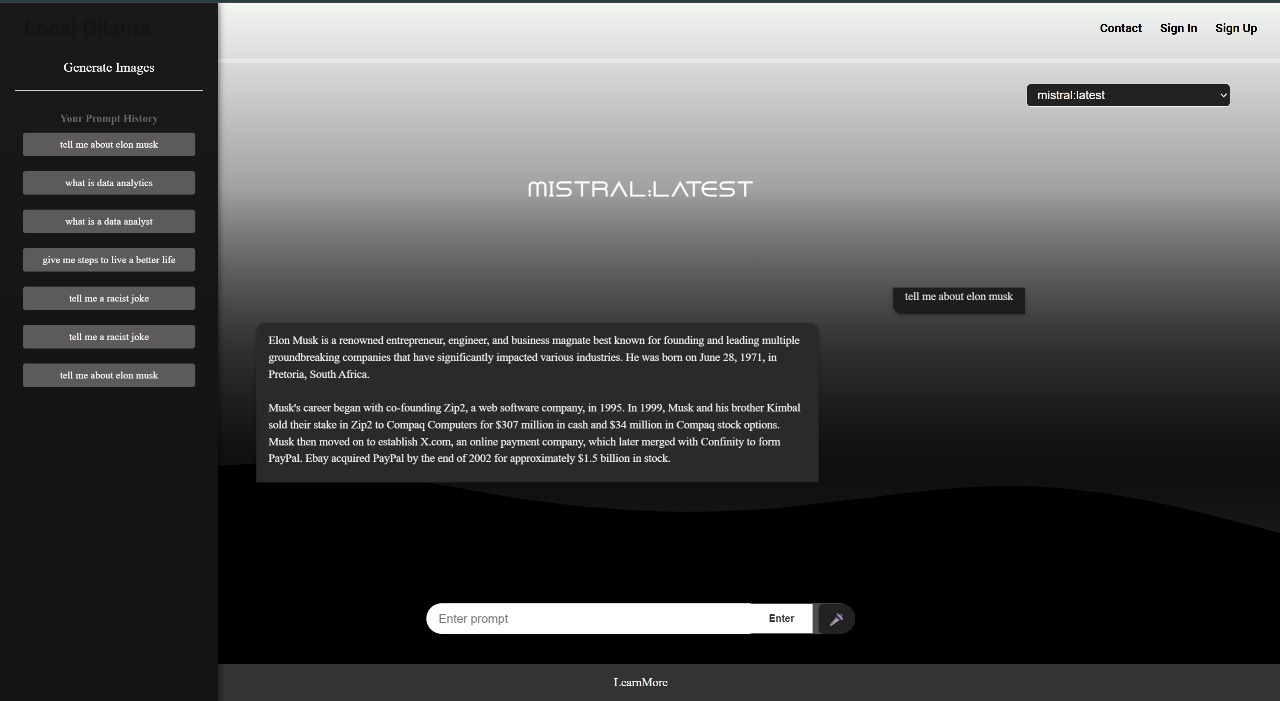 Local Ollama
Contact Sign In Sign Up
Generate Images
Your Prompt History
tell me about elon musk
what is data analytics
what is a data analyst
give me steps to live a better life
tell me a racist joke
tell me a racist joke
tell me about elon musk
mistral:latest
MISTRAL:LATEST
tell me about elon musk
Elon Musk is a renowned entrepreneur, engineer, and business magnate best known for founding and leading multiple
groundbreaking companies that have significantly impacted various industries. He was born on June 28, 1971, in
Pretoria, South Africa.
Musk's career began with co-founding Zip2, a web software company, in 1995. In 1999, Musk and his brother Kimbal
sold their stake in Zip2 to Compaq Computers for $307 million in cash and $34 million in Compaq stock options.
Musk then moved on to establish X.com, an online payment company, which later merged with Confinity to form
PayPal. Ebay acquired PayPal by the end of 2002 for approximately $1.5 billion in stock.
Enter prompt
Enter
LearnMore